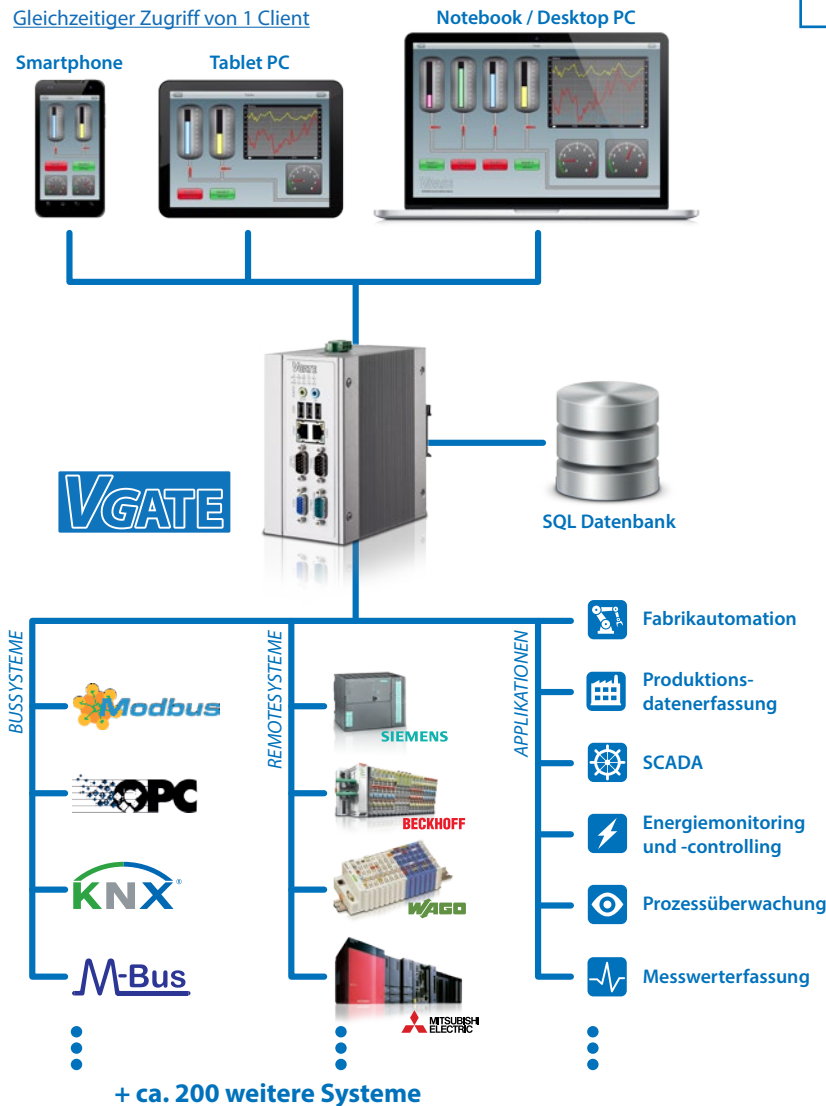 Gleichzeitiger Zugriff von 1 Client
Notebook / Desktop PC
Smartphone
Tablet PC
VGATE
VGATE
SQL Datenbank
BUSSYSTEME
Modbus
OPC
KNX®
M-Bus
REMOTESYSTEME
SIEMENS
BECKHOFF
WAGO
MITSUBISHI
ELECTRIC
APPLIKATIONEN
Fabrikautomation
Produktions-
datenerfassung
SCADA
Energiemonitoring
und -controlling
Prozessüberwachung
Messwerterfassung
+ ca. 200 weitere Systeme